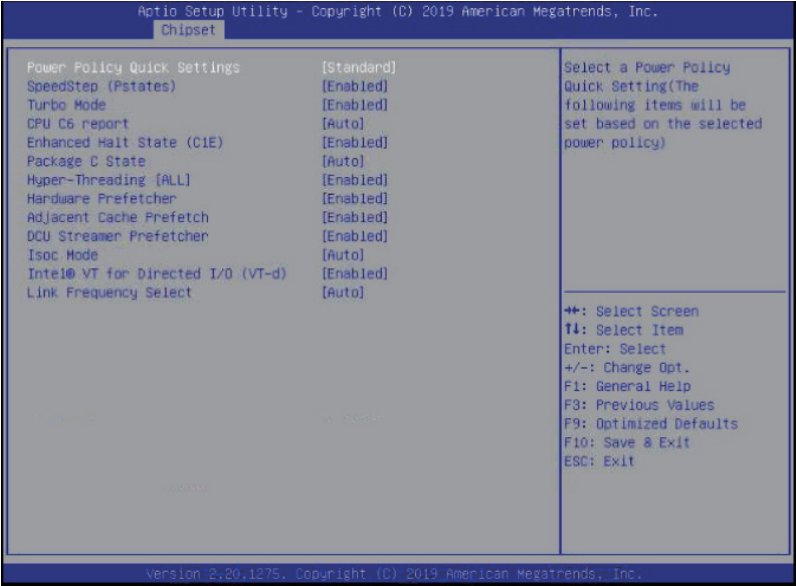 Aptio Setup Utility - Copyright (C) 2019 American Megatrends, Inc.
Chipset
Power Policy Quick Settings [Standard]
SpeedStep (Pstates) [Enabled]
Turbo Mode [Enabled]
CPU C6 report [Auto]
Enhanced Halt State (C1E) [Enabled]
Package C State [Auto]
Hyper-Threading [ALL] [Enabled]
Hardware Prefetcher [Enabled]
Adjacent Cache Prefetch [Enabled]
DCU Streamer Prefetcher [Enabled]
Isoc Mode [Auto]
Intel® VT for Directed I/O (VT-d) [Enabled]
Link Frequency Select [Auto]
Select a Power Policy
Quick Setting(The
following items will be
set based on the selected
power policy)
→←: Select Screen
↑↓: Select Item
Enter: Select
+/-: Change Opt.
F1: General Help
F3: Previous Values
F9: Optimized Defaults
F10: Save & Exit
ESC: Exit
Version 2.20.1275. Copyright (C) 2019 American Megatrends, Inc.